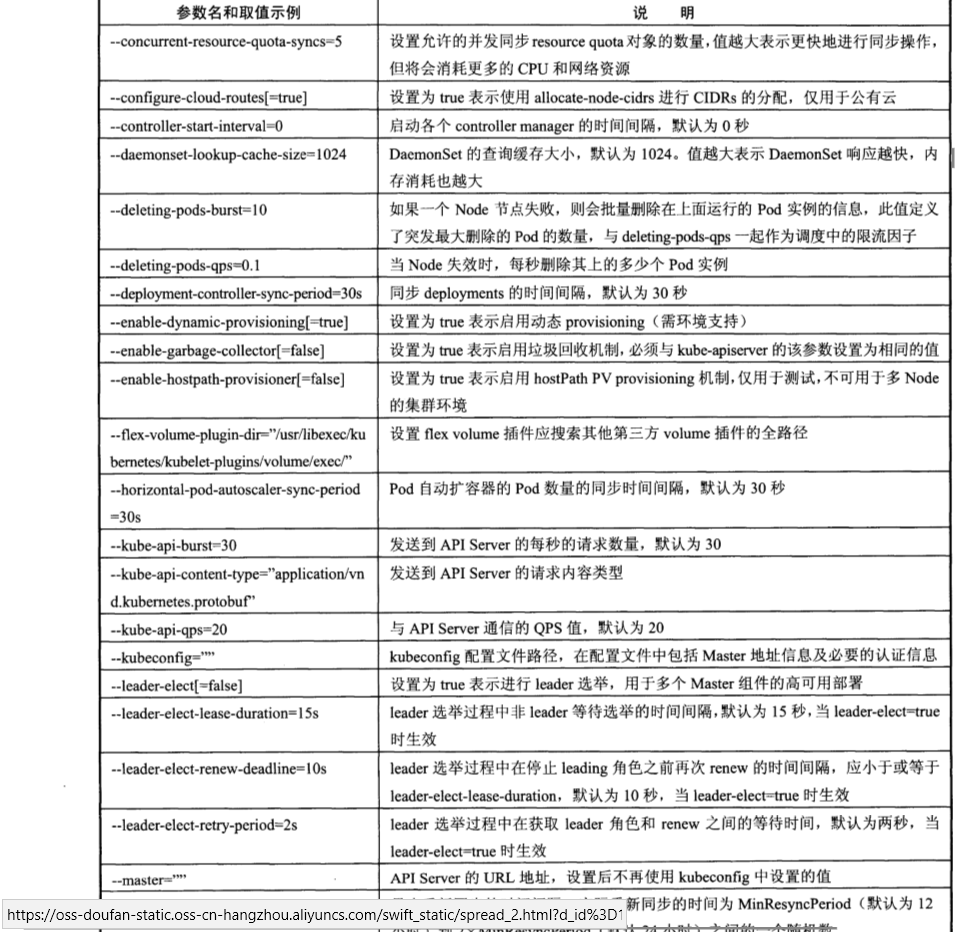 参数名和取值示例 说 明
--concurrent-resource-quota-syncs=5 设置允许的并发同步 resource quota 对象的数量,值越大表示更快地进行同步操作,
但将会消耗更多的 CPU 和网络资源
--configure-cloud-routes[=true] 设置为 true 表示使用 allocate-node-cidrs 进行 CIDRs 的分配，仅用于公有云
--controller-start-interval=0 启动各个 controller manager 的时间间隔，默认为 0 秒
--daemonset-lookup-cache-size=1024 DaemonSet 的查询缓存大小，默认为 1024。值越大表示 DaemonSet 响应越快，内
存消耗也越大
--deleting-pods-burst=10 如果一个 Node 节点失败，则会批量删除在上面运行的 Pod 实例的信息，此值定义
了突发最大删除的 Pod 的数量，与 deleting-pods-qps 一起作为调度中的限流因子
--deleting-pods-qps=0.1 当 Node 失效时，每秒删除其上的多少个 Pod 实例
--deployment-controller-sync-period=30s 同步 deployments 的时间间隔，默认为 30 秒
--enable-dynamic-provisioning[=true] 设置为 true 表示启用动态 provisioning（需环境支持）
--enable-garbage-collector[=false] 设置为 true 表示启用垃圾回收机制,必须与 kube-apiserver 的该参数设置为相同的值
--enable-hostpath-provisioner[=false] 设置为 true 表示启用 hostPath PV provisioning 机制,仅用于测试,不可用于多 Node
的集群环境
--flex-volume-plugin-dir=”/usr/libexec/ku 设置 flex volume 插件应搜索其他第三方 volume 插件的全路径
bernetes/kubelet-plugins/volume/exec/”
--horizontal-pod-autoscaler-sync-period Pod 自动扩容器的 Pod 数量的同步时间间隔，默认为 30 秒
=30s
--kube-api-burst=30 发送到 API Server 的每秒的请求数量，默认为 30
--kube-api-content-type=”application/vn 发送到 API Server 的请求内容类型
d.kubernetes.protobuf”
--kube-api-qps=20 与 API Server 通信的 QPS 值，默认为 20
--kubeconfig=”” kubeconfig 配置文件路径，在配置文件中包括 Master 地址信息及必要的认证信息
--leader-elect[=false] 设置为 true 表示进行 leader 选举，用于多个 Master 组件的高可用部署
--leader-elect-lease-duration=15s leader 选举过程中非 leader 等待选举的时间间隔,默认为 15 秒,当 leader-elect=true
时生效
--leader-elect-renew-deadline=10s leader 选举过程中在停止 leading 角色之前再次 renew 的时间间隔，应小于或等于
leader-elect-lease-duration，默认为 10 秒，当 leader-elect=true 时生效
--leader-elect-retry-period=2s leader 选举过程中在获取 leader 角色和 renew 之间的等待时间，默认为两秒，当
leader-elect=true 时生效
--master=”” API Server 的 URL 地址，设置后不再使用 kubeconfig 中设置的值
新同步的时间为 MinResyncPeriod（默认为 12
https://oss-doufan-static.oss-cn-hangzhou.aliyuncs.com/swift_static/spread_2.html?d_id%3D1